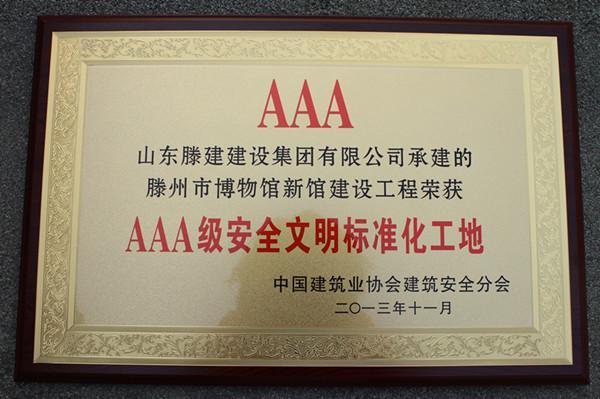 AAA
山东滕建建设集团有限公司承建的
滕州市博物馆新馆建设工程荣获
AAA级安全文明标准化工地
中国建筑业协会建筑安全分会
二〇一三年十一月